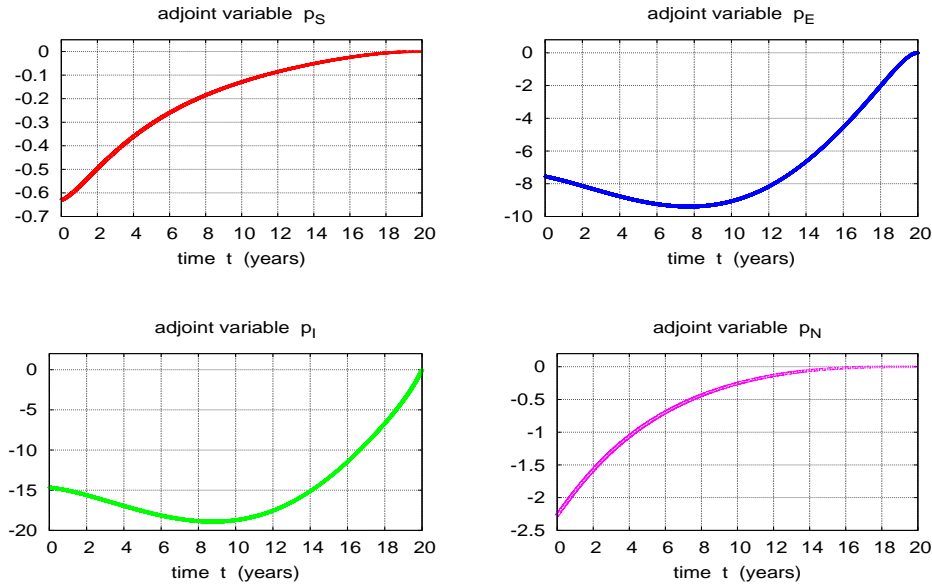 adjoint variable p_S
0
-0.1
-0.2
-0.3
-0.4
-0.5
-0.6
-0.7
0 2 4 6 8 10 12 14 16 18 20
time t (years)
adjoint variable p_E
0
-2
-4
-6
-8
-10
0 2 4 6 8 10 12 14 16 18 20
time t (years)
adjoint variable p_I
0
-5
-10
-15
-20
0 2 4 6 8 10 12 14 16 18 20
time t (years)
adjoint variable p_N
0
-0.5
-1
-1.5
-2
-2.5
0 2 4 6 8 10 12 14 16 18 20
time t (years)